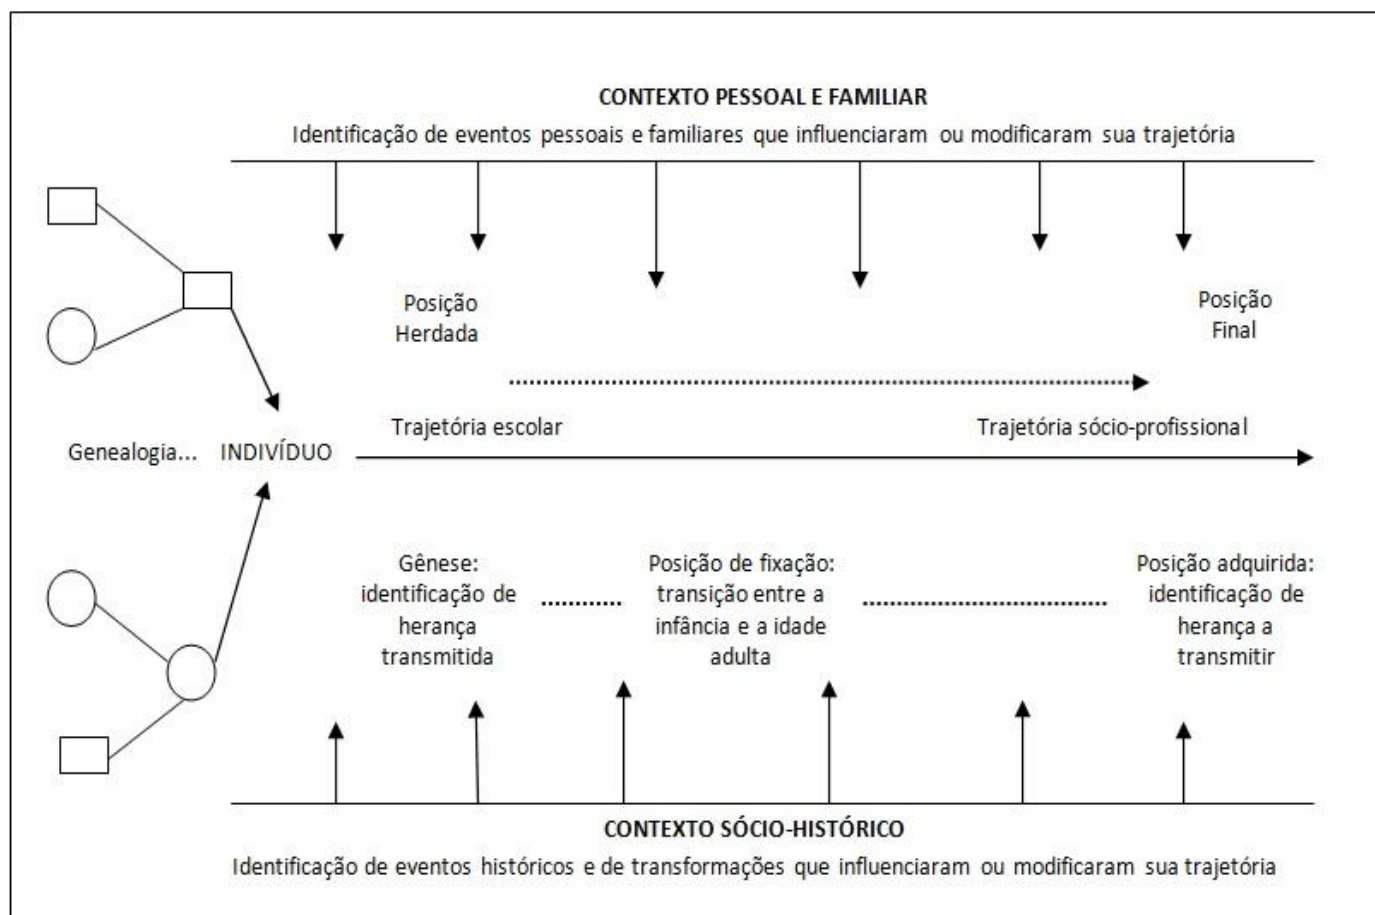 CONTEXTO PESSOAL E FAMILIAR
Identificação de eventos pessoais e familiares que influenciaram ou modificaram sua trajetória
Posição
Herdada
Posição
Final
Trajetória escolar
Trajetória sócio-profissional
Genealogia...
INDIVÍDUO
Gênese:
identificação de
herança
transmitida
Posição de fixação:
transição entre a
infância e a idade
adulta
Posição adquirida:
identificação de
herança a
transmitir
CONTEXTO SÓCIO-HISTÓRICO
Identificação de eventos históricos e de transformações que influenciaram ou modificaram sua trajetória